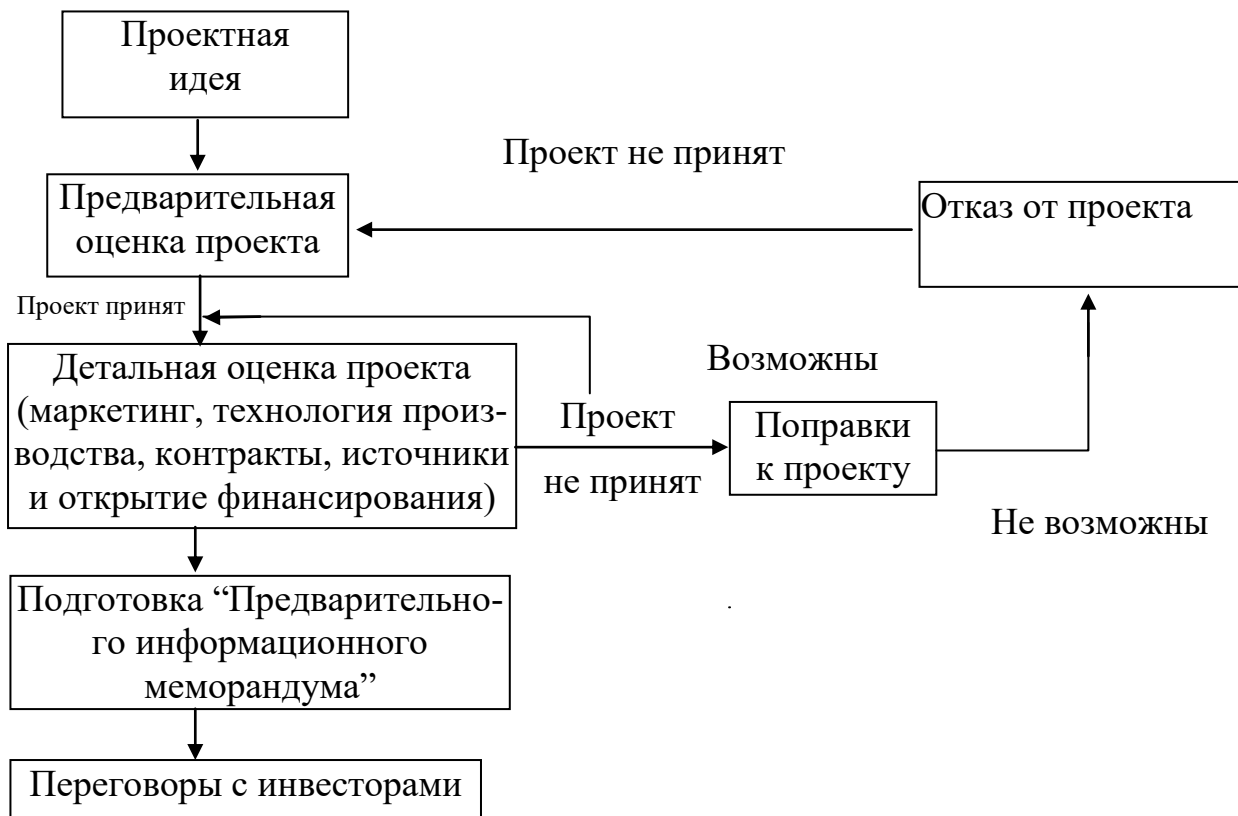 Проектная
идея
Проект не принят
Предварительная
оценка проекта
Отказ от проекта
Проект принят
Детальная оценка проекта
(маркетинг, технология произ-
водства, контракты, источники
и открытие финансирования)
Возможны
Проект
не принят
Поправки
к проекту
Не возможны
Подготовка “Предварительно-
го информационного
меморандума”
Переговоры с инвесторами